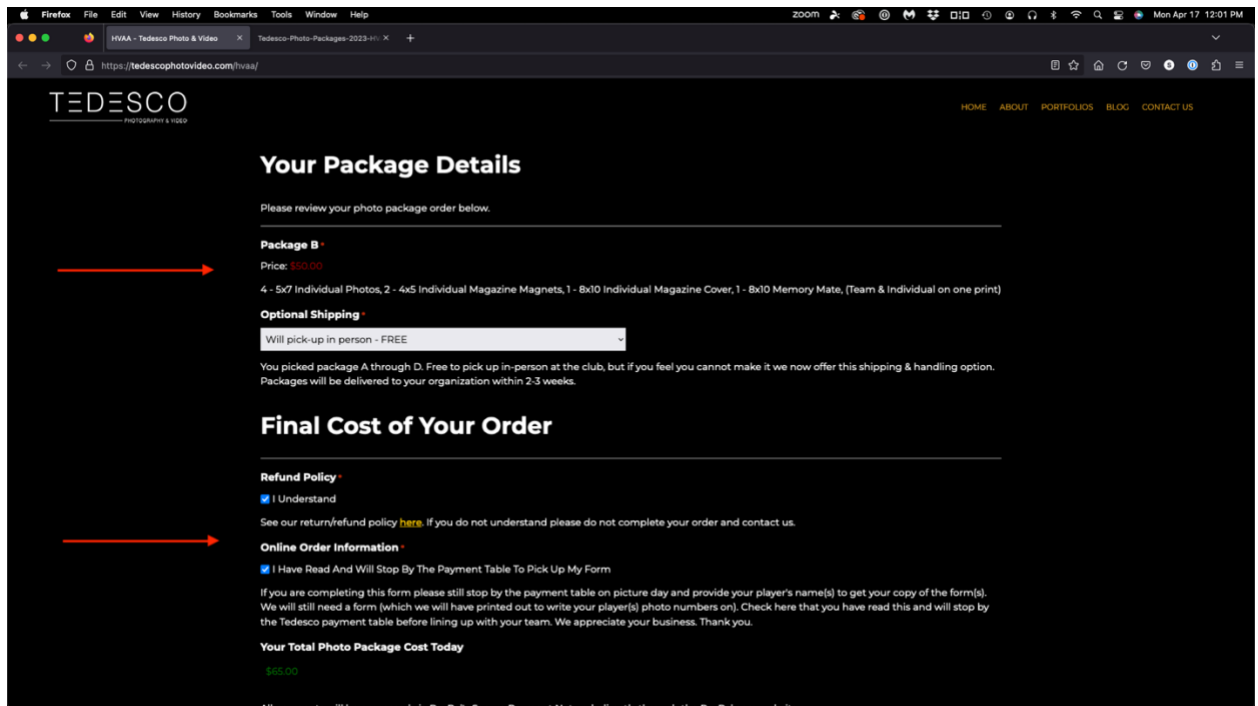 Firefox File Edit View History Bookmarks Tools Window Help
zoom
Mon Apr 17 12:01 PM
HVAA - Tedesco Photo & Video
Tedesco-Photo-Packages-2023-HV
https://tedescophotovideo.com/hvaa/
TEDESCO
PHOTOGRAPHY & VIDEO
HOME ABOUT PORTFOLIOS BLOG CONTACT US
Your Package Details
Please review your photo package order below.
Package B *
Price: $50.00
4 - 5x7 Individual Photos, 2 - 4x5 Individual Magazine Magnets, 1 - 8x10 Individual Magazine Cover, 1 - 8x10 Memory Mate, (Team & Individual on one print)
Optional Shipping *
Will pick-up in person - FREE
You picked package A through D. Free to pick up in-person at the club, but if you feel you cannot make it we now offer this shipping & handling option.
Packages will be delivered to your organization within 2-3 weeks.
Final Cost of Your Order
Refund Policy *
I Understand
See our return/refund policy here. If you do not understand please do not complete your order and contact us.
Online Order Information *
I Have Read And Will Stop By The Payment Table To Pick Up My Form
If you are completing this form please still stop by the payment table on picture day and provide your player's name(s) to get your copy of the form(s).
We will still need a form (which we will have printed out to write your player(s) photo numbers on). Check here that you have read this and will stop by
the Tedesco payment table before lining up with your team. We appreciate your business. Thank you.
Your Total Photo Package Cost Today
$65.00